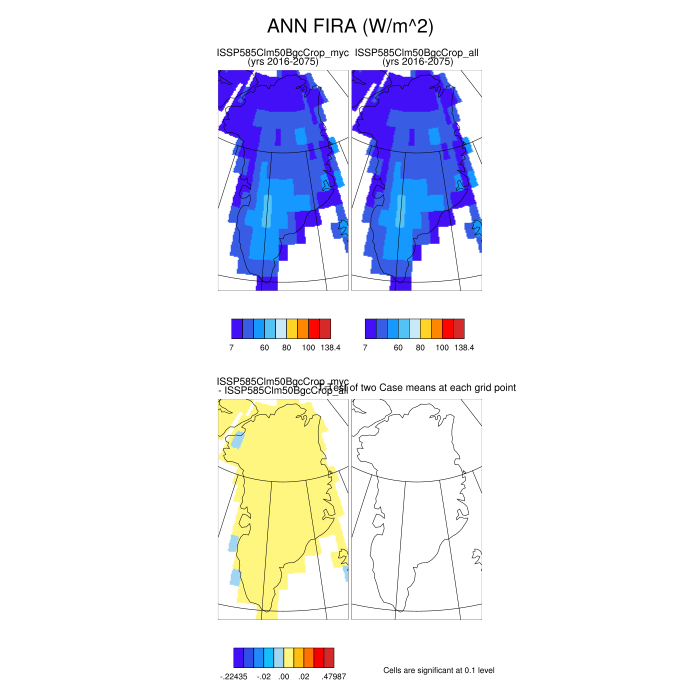 ANN FIRA (W/m^2)
ISSP585Clm50BgcCrop_myc ISSP585Clm50BgcCrop_all
(yrs 2016-2075) (yrs 2016-2075)
7 60 80 100 138.4 7 60 80 100 138.4
ISSP585Clm50BgcCrop_myc
- ISSP585Clm50BgcCrop_all
T-Test of two Case means at each grid point
-.22435 -.02 .00 .02 .47987
Cells are significant at 0.1 level